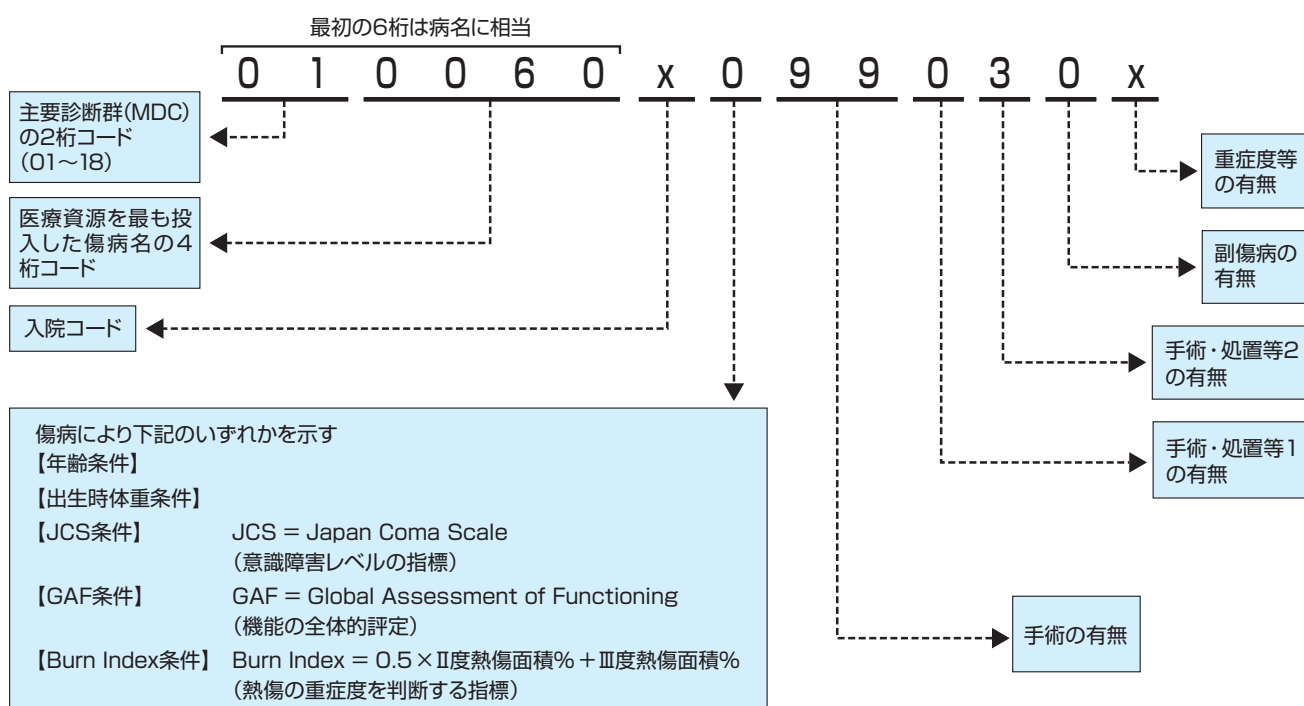 最初の6桁は病名に相当
0 1 0 0 6 0 x 0 9 9 0 3 0 x
主要診断群(MDC)
の2桁コード
(01～18)
医療資源を最も投
入した傷病名の4
桁コード
入院コード
傷病により下記のいずれかを示す
【年齢条件】
【出生時体重条件】
【JCS条件】 JCS = Japan Coma Scale
(意識障害レベルの指標)
【GAF条件】 GAF = Global Assessment of Functioning
(機能の全体的評定)
【Burn Index条件】 Burn Index = 0.5×Ⅱ度熱傷面積%+Ⅲ度熱傷面積%
(熱傷の重症度を判断する指標)
重症度等
の有無
副傷病の
有無
手術・処置等2
の有無
手術・処置等1
の有無
手術の有無